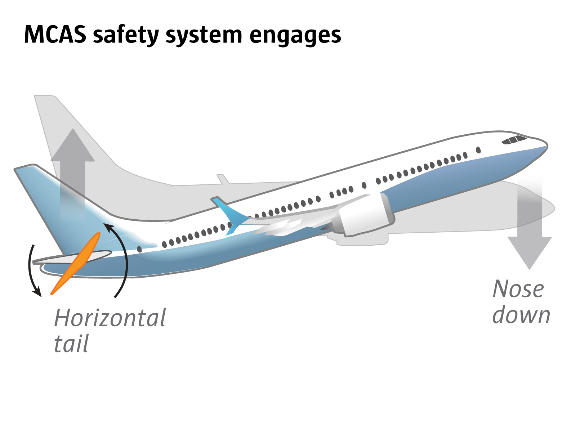 MCAS safety system engages
Nose
down
Horizontal
tail